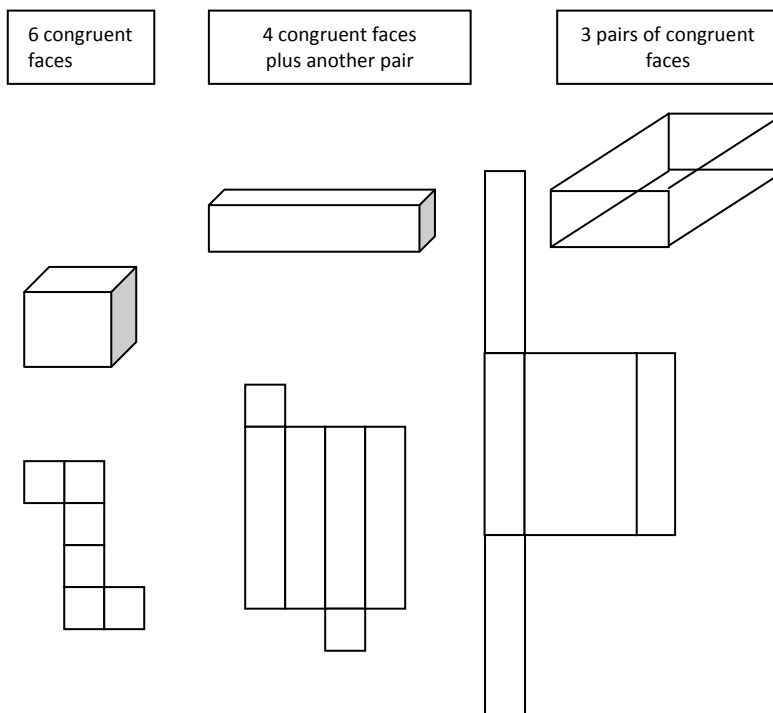 6 congruent
faces
4 congruent faces
plus another pair
3 pairs of congruent
faces